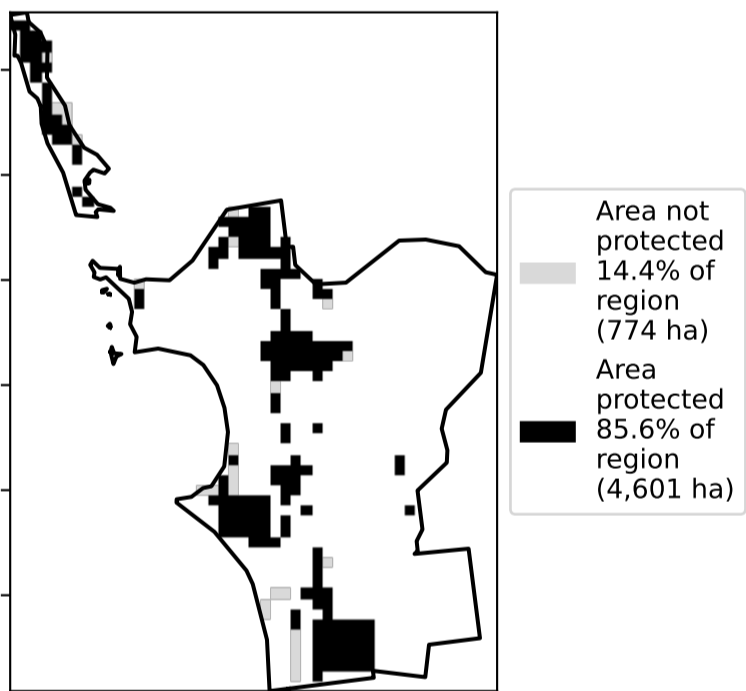 Area not
protected
14.4% of
region
(774 ha)
Area
protected
85.6% of
region
(4,601 ha)